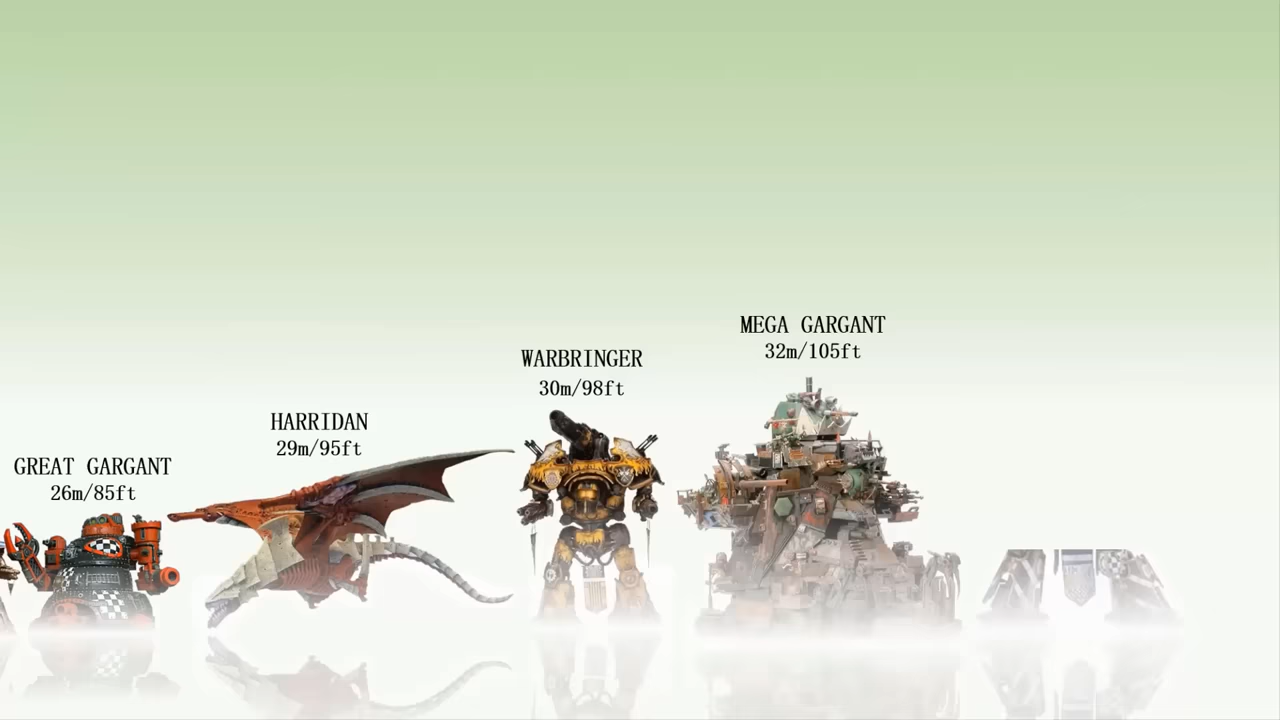 GREAT GARGANT
26m/85ft
HARRIDAN
29m/95ft
WARBRINGER
30m/98ft
MEGA GARGANT
32m/105ft